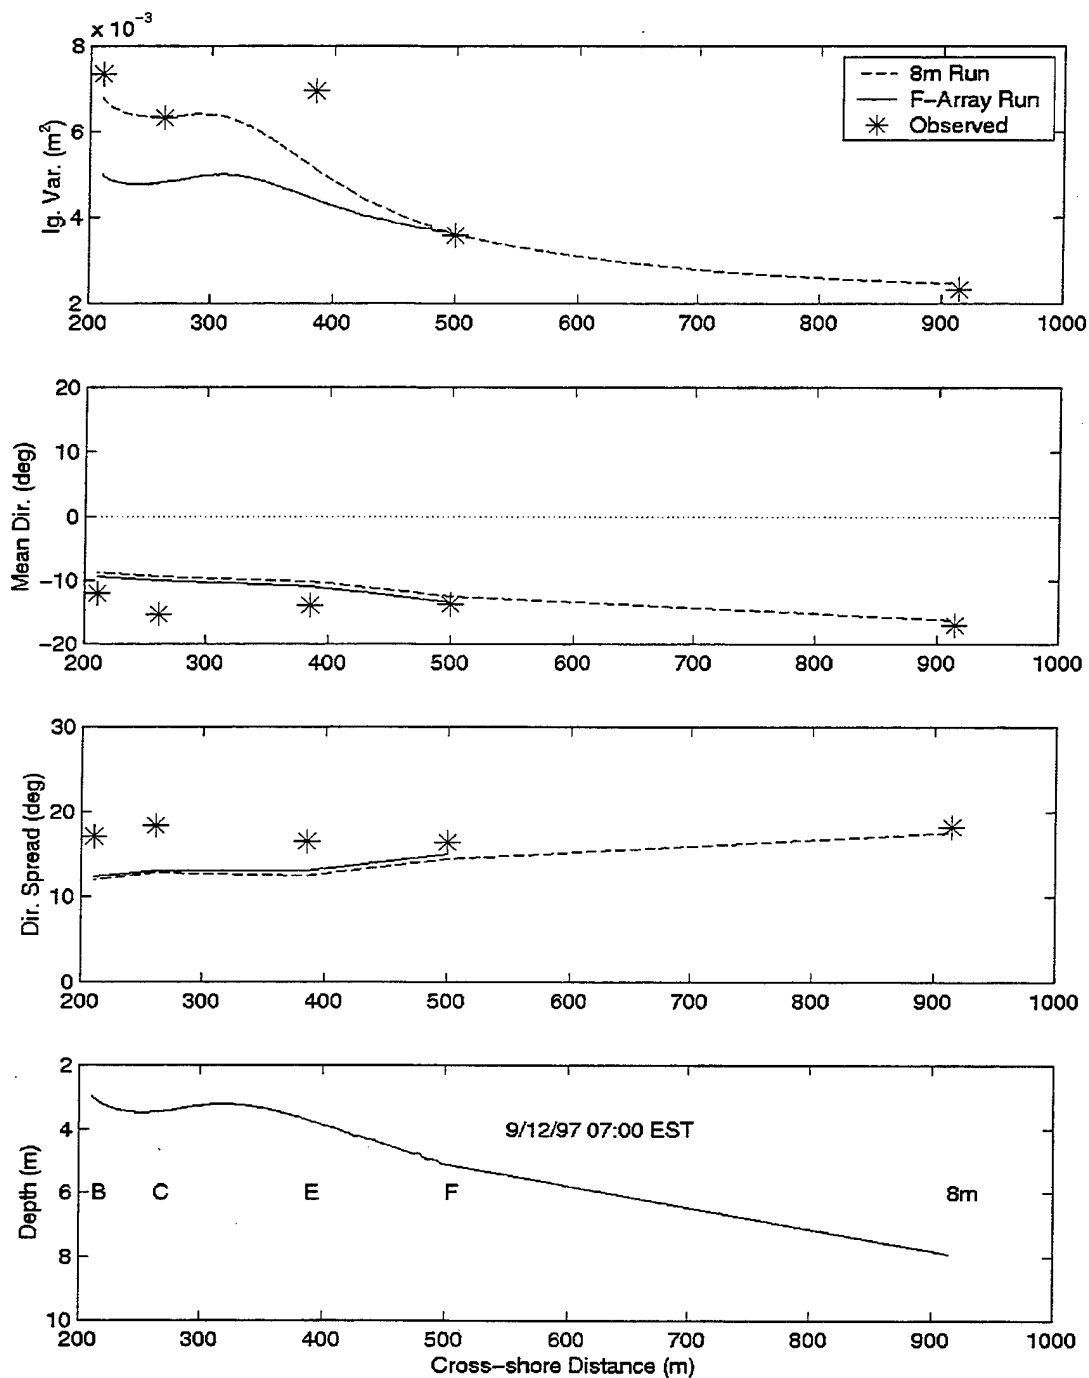 x 10^-3
8
6
4
2
Ig. Var. (m^2)
8m Run
F-Array Run
Observed
200 300 400 500 600 700 800 900 1000
20
10
0
-10
-20
Mean Dir. (deg)
200 300 400 500 600 700 800 900 1000
30
20
10
0
Dir. Spread (deg)
200 300 400 500 600 700 800 900 1000
2
4
6
8
10
Depth (m)
9/12/97 07:00 EST
B C E F 8m
200 300 400 500 600 700 800 900 1000
Cross-shore Distance (m)